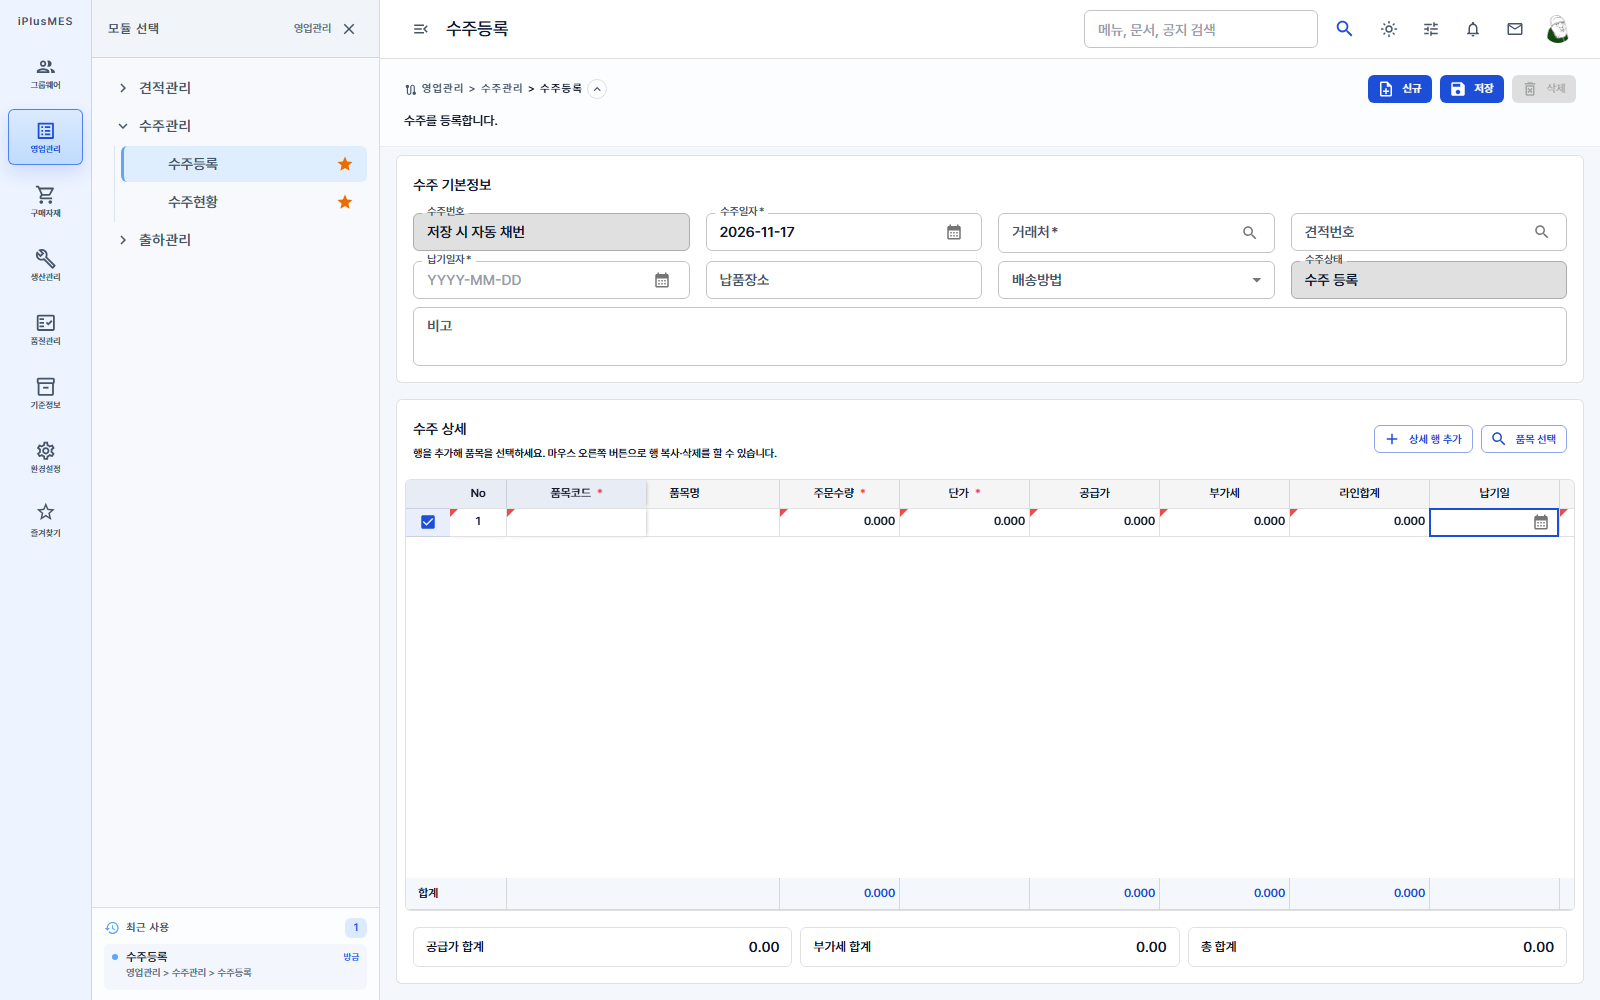 iPlusMES
그룹웨어
영업관리
구매자재
생산관리
품질관리
기준정보
환경설정
즐겨찾기
모듈 선택
영업관리
견적관리
수주관리
수주등록
수주현황
출하관리
최근 사용
1
수주등록
방금
영업관리 > 수주관리 > 수주등록
수주등록
메뉴, 문서, 공지 검색
영업관리 > 수주관리 > 수주등록
신규
저장
삭제
수주를 등록합니다.
수주 기본정보
수주번호
저장 시 자동 채번
수주일자*
2026-11-17
거래처*
견적번호
납기일자*
YYYY-MM-DD
납품장소
배송방법
수주상태
수주 등록
비고
수주 상세
행을 추가해 품목을 선택하세요. 마우스 오른쪽 버튼으로 행 복사·삭제를 할 수 있습니다.
상세 행 추가
품목 선택
No 품목코드 * 품목명 주문수량 * 단가 * 공급가 부가세 라인합계 납기일
1 0.000 0.000 0.000 0.000 0.000
합계 0.000 0.000 0.000 0.000
공급가 합계 0.00
부가세 합계 0.00
총 합계 0.00